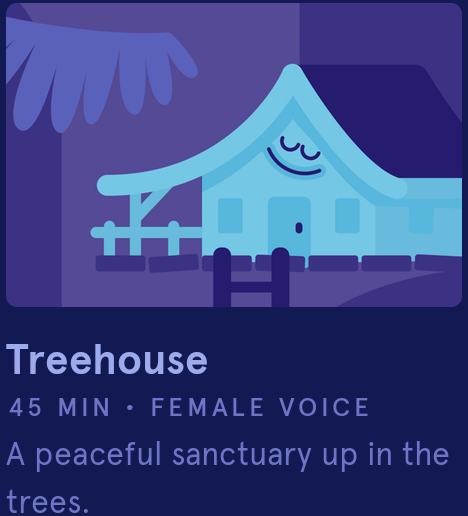 Treehouse
45 MIN • FEMALE VOICE
A peaceful sanctuary up in the
trees.